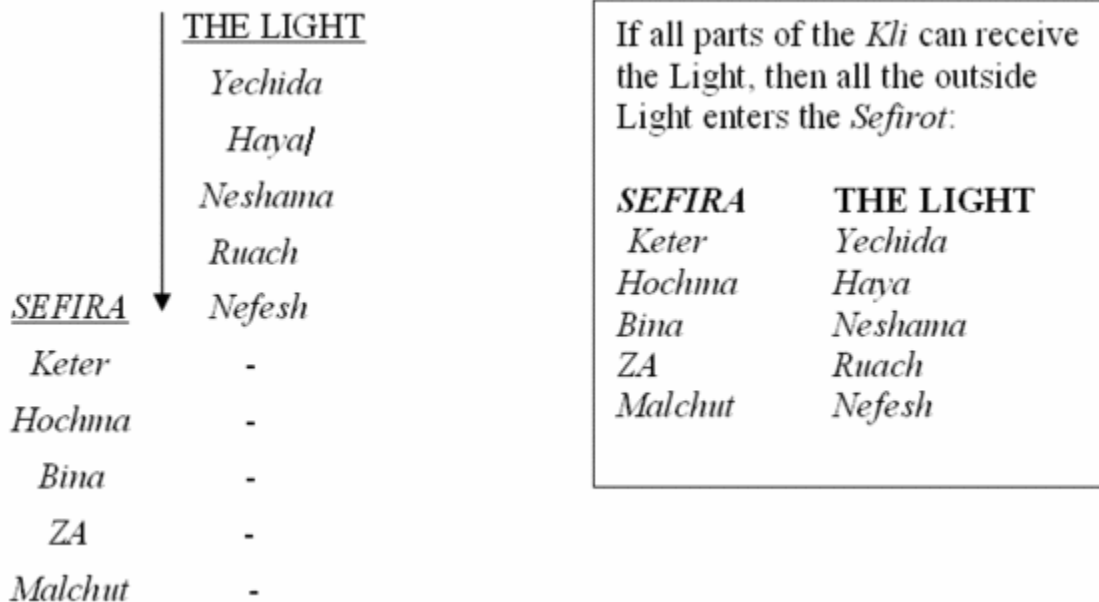 THE LIGHT
Yechida
Haya/
Neshama
Ruach
SEFIRA Nefesh
Keter -
Hochma -
Bina -
ZA -
Malchut -
If all parts of the Kli can receive
the Light, then all the outside
Light enters the Sefirot:
SEFIRA THE LIGHT
Keter Yechida
Hochma Haya
Bina Neshama
ZA Ruach
Malchut Nefesh